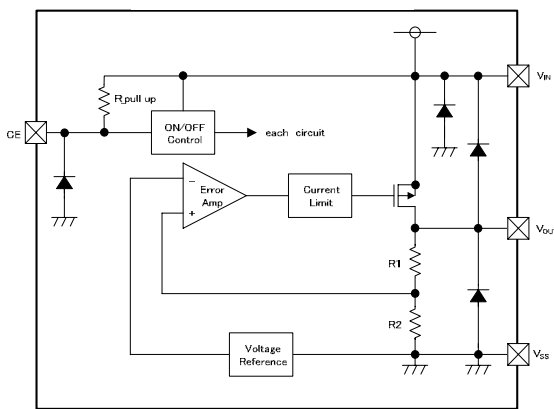 VIN
R_pull up
CE
ON/OFF
Control
each circuit
−
Error
Amp
+
Current
Limit
VOUT
R1
R2
Voltage
Reference
VSS